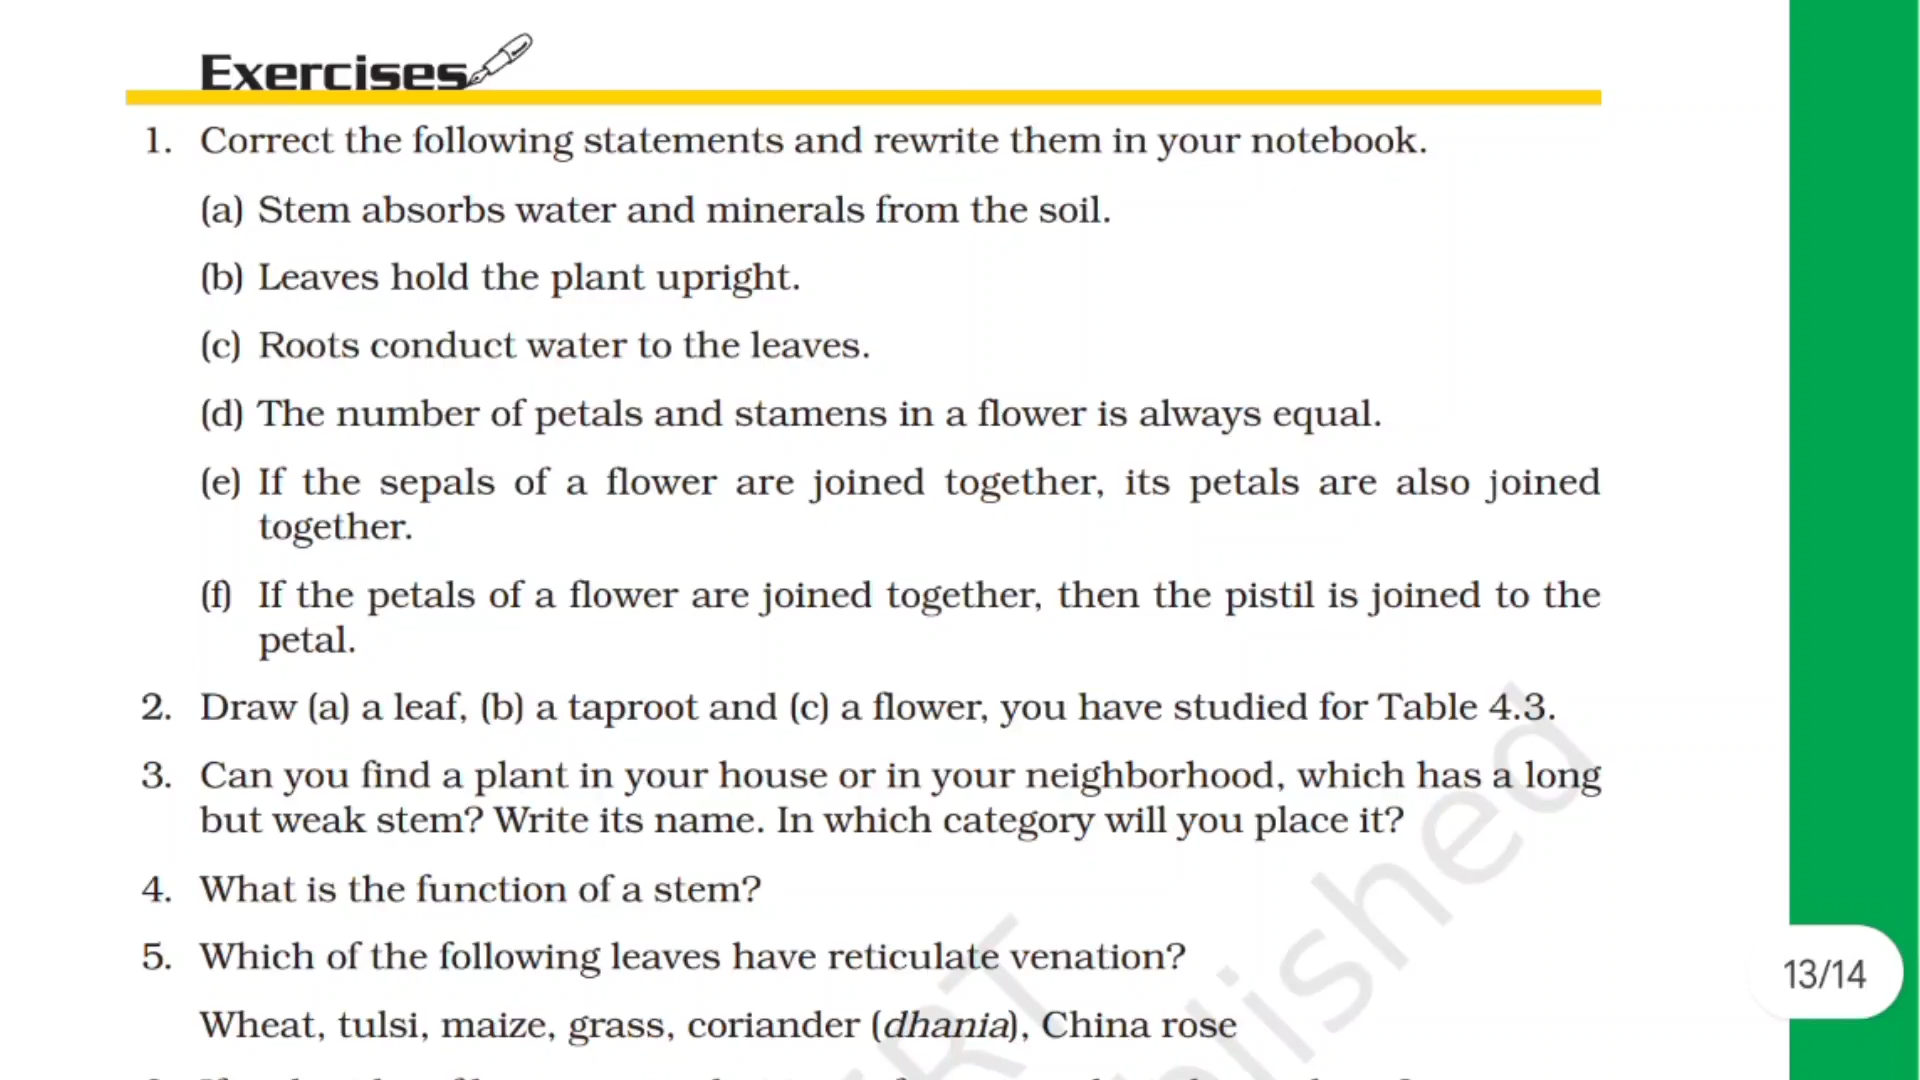 Exercises
1. Correct the following statements and rewrite them in your notebook.
(a) Stem absorbs water and minerals from the soil.
(b) Leaves hold the plant upright.
(c) Roots conduct water to the leaves.
(d) The number of petals and stamens in a flower is always equal.
(e) If the sepals of a flower are joined together, its petals are also joined
together.
(f) If the petals of a flower are joined together, then the pistil is joined to the
petal.
2. Draw (a) a leaf, (b) a taproot and (c) a flower, you have studied for Table 4.3.
3. Can you find a plant in your house or in your neighborhood, which has a long
but weak stem? Write its name. In which category will you place it?
4. What is the function of a stem?
5. Which of the following leaves have reticulate venation?
13/14
Wheat, tulsi, maize, grass, coriander (dhania), China rose